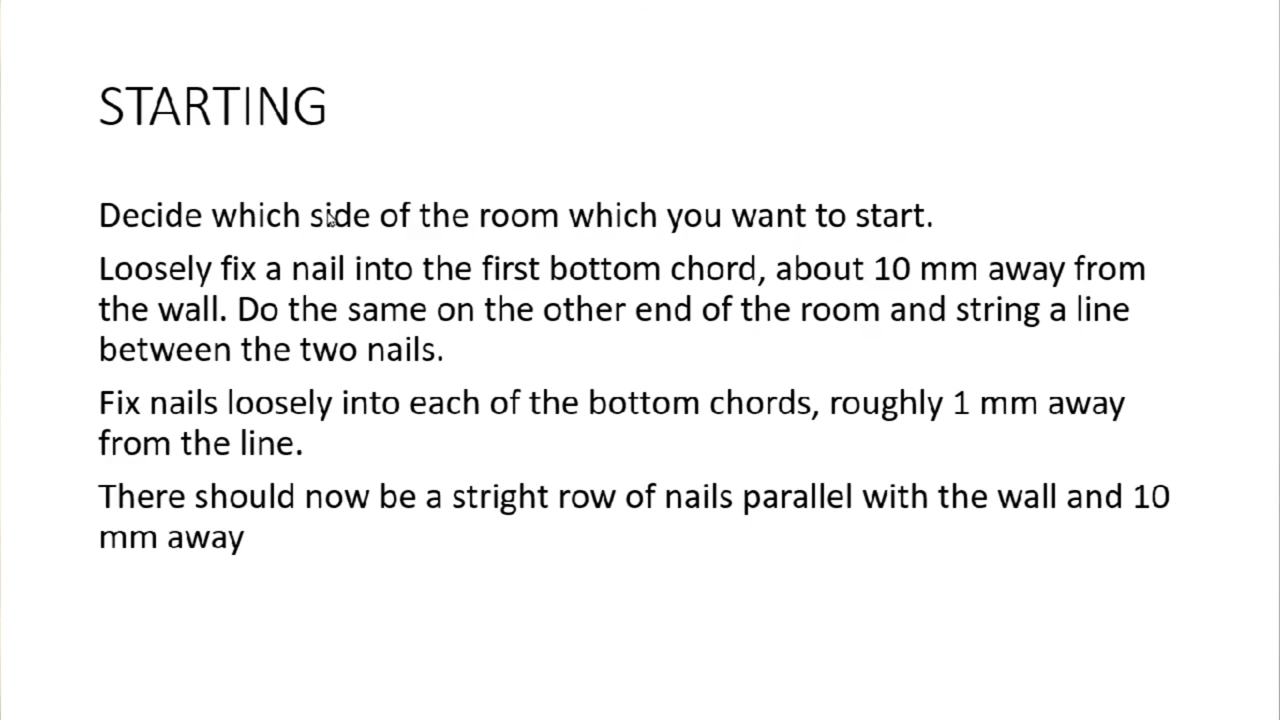 STARTING
Decide which side of the room which you want to start.
Loosely fix a nail into the first bottom chord, about 10 mm away from
the wall. Do the same on the other end of the room and string a line
between the two nails.
Fix nails loosely into each of the bottom chords, roughly 1 mm away
from the line.
There should now be a stright row of nails parallel with the wall and 10
mm away